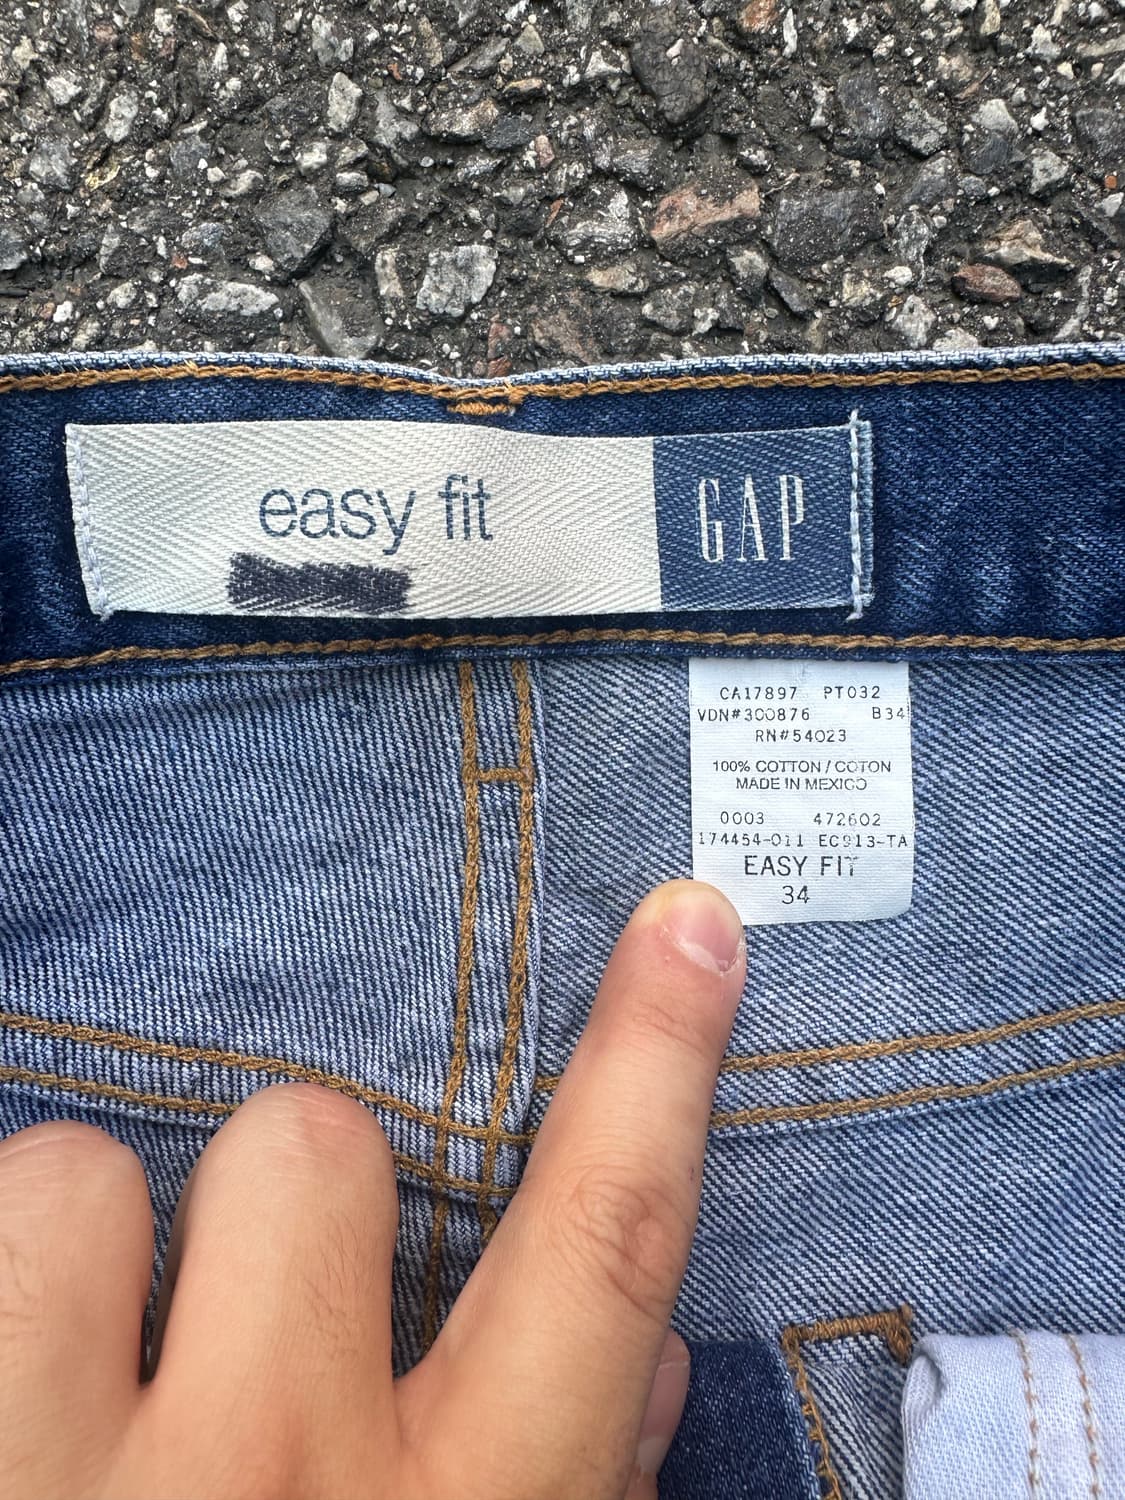 easy fit
GAP
CA17897 PT032
VDN#300876 B34
RN#54023
100% COTTON / COTON
MADE IN MEXICO
0003 472602
174454-011 EC913-TA
EASY FIT
34